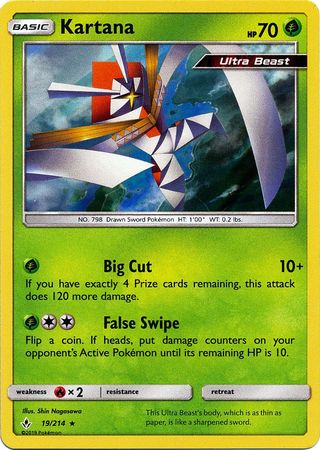 BASIC Kartana HP70
Ultra Beast
NO. 798 Drawn Sword Pokémon HT: 1'00" WT: 0.2 lbs.
Big Cut 10+
If you have exactly 4 Prize cards remaining, this attack
does 120 more damage.
False Swipe
Flip a coin. If heads, put damage counters on your
opponent's Active Pokémon until its remaining HP is 10.
weakness × 2 resistance retreat
Illus. Shin Nagasawa
19/214 ★
©2019 Pokémon
This Ultra Beast's body, which is as thin as
paper, is like a sharpened sword.